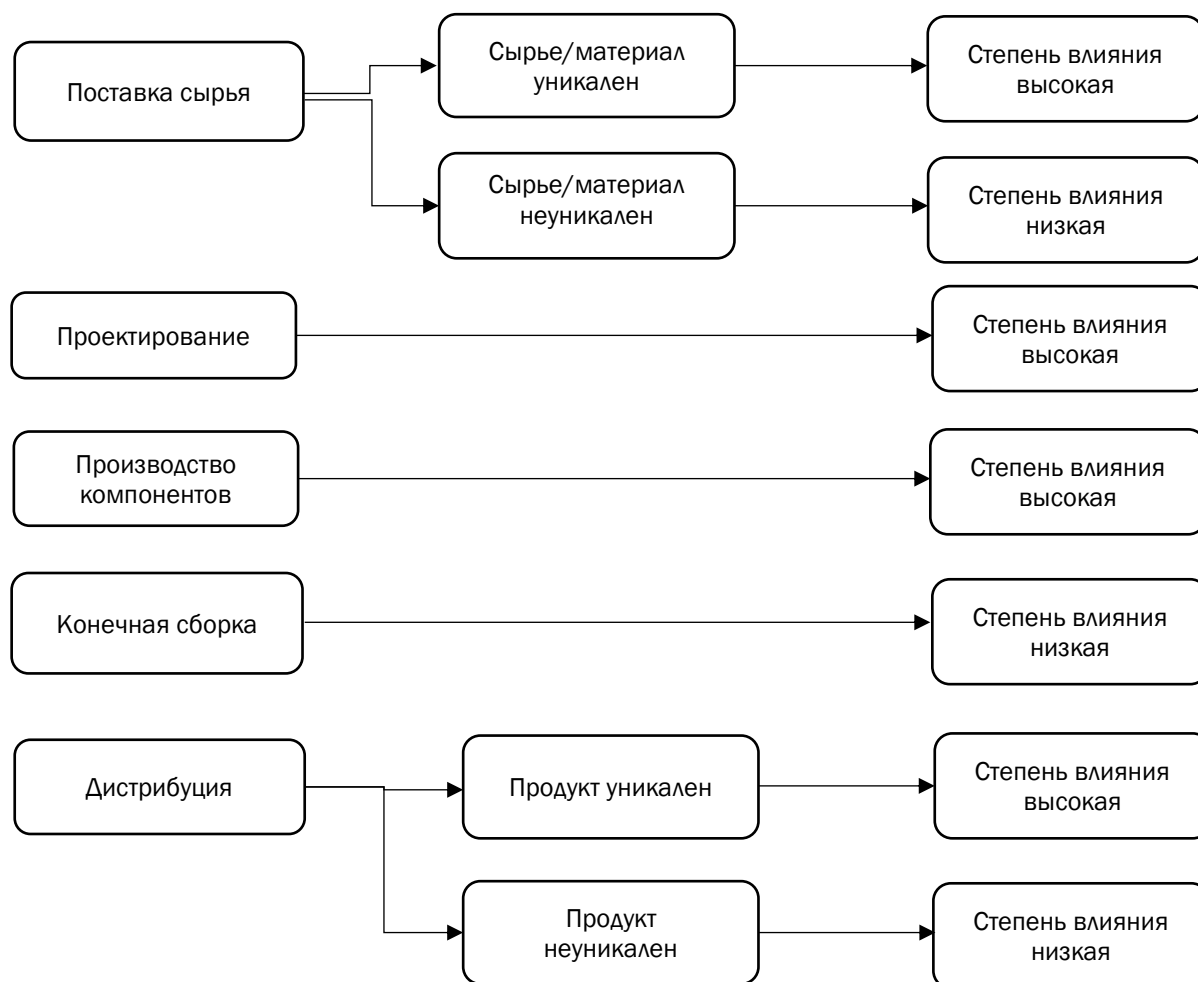 Поставка сырья
Сырье/материал
уникален
Степень влияния
высокая
Сырье/материал
неуникален
Степень влияния
низкая
Проектирование
Степень влияния
высокая
Производство
компонентов
Степень влияния
высокая
Конечная сборка
Степень влияния
низкая
Дистрибуция
Продукт уникален
Степень влияния
высокая
Продукт
неуникален
Степень влияния
низкая